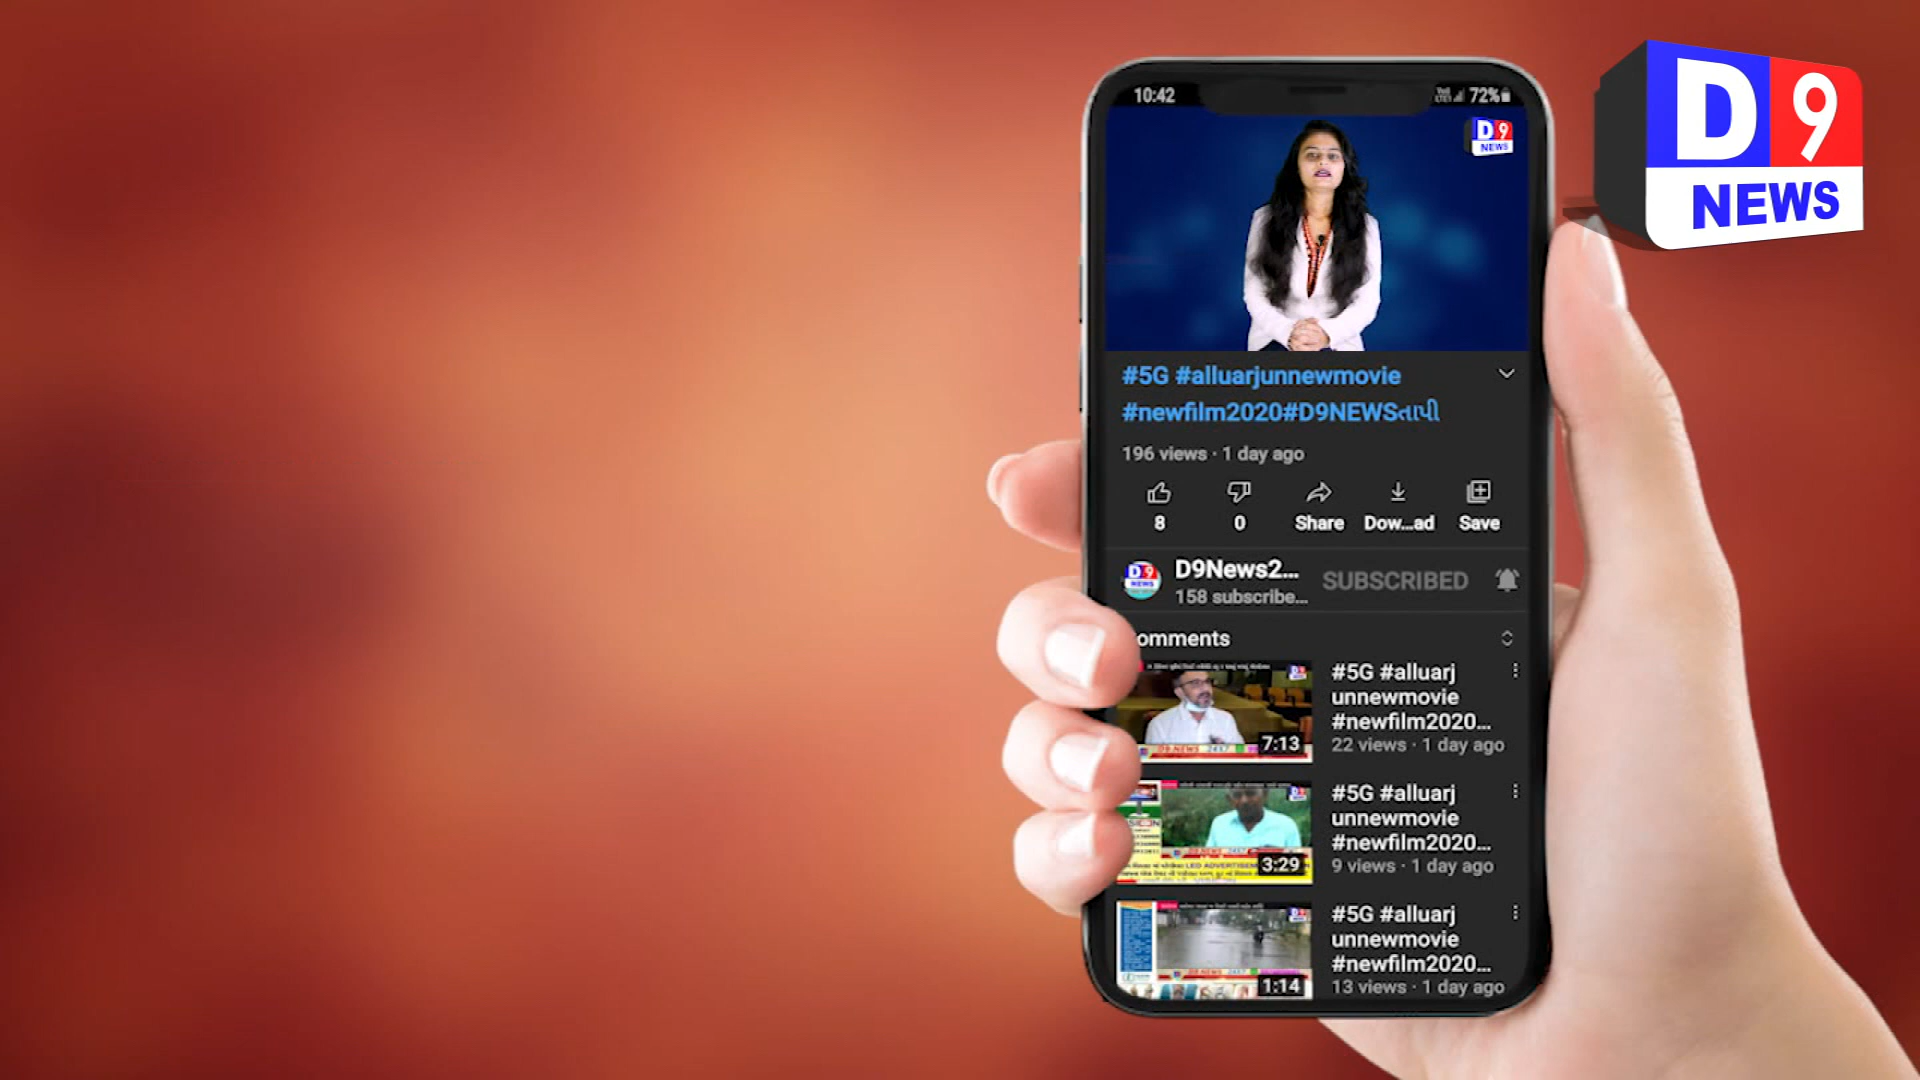 D9
NEWS
10:42
72%
D9
NEWS
#5G #alluarjunnewmovie
#newfilm2020#D9NEWSતાપી
196 views · 1 day ago
8
0
Share
Dow...ad
Save
D9
NEWS
D9News2...
158 subscribe...
SUBSCRIBED
omments
7:13
#5G #alluarj
unnewmovie
#newfilm2020...
22 views · 1 day ago
3:29
#5G #alluarj
unnewmovie
#newfilm2020...
9 views · 1 day ago
1:14
#5G #alluarj
unnewmovie
#newfilm2020...
13 views · 1 day ago